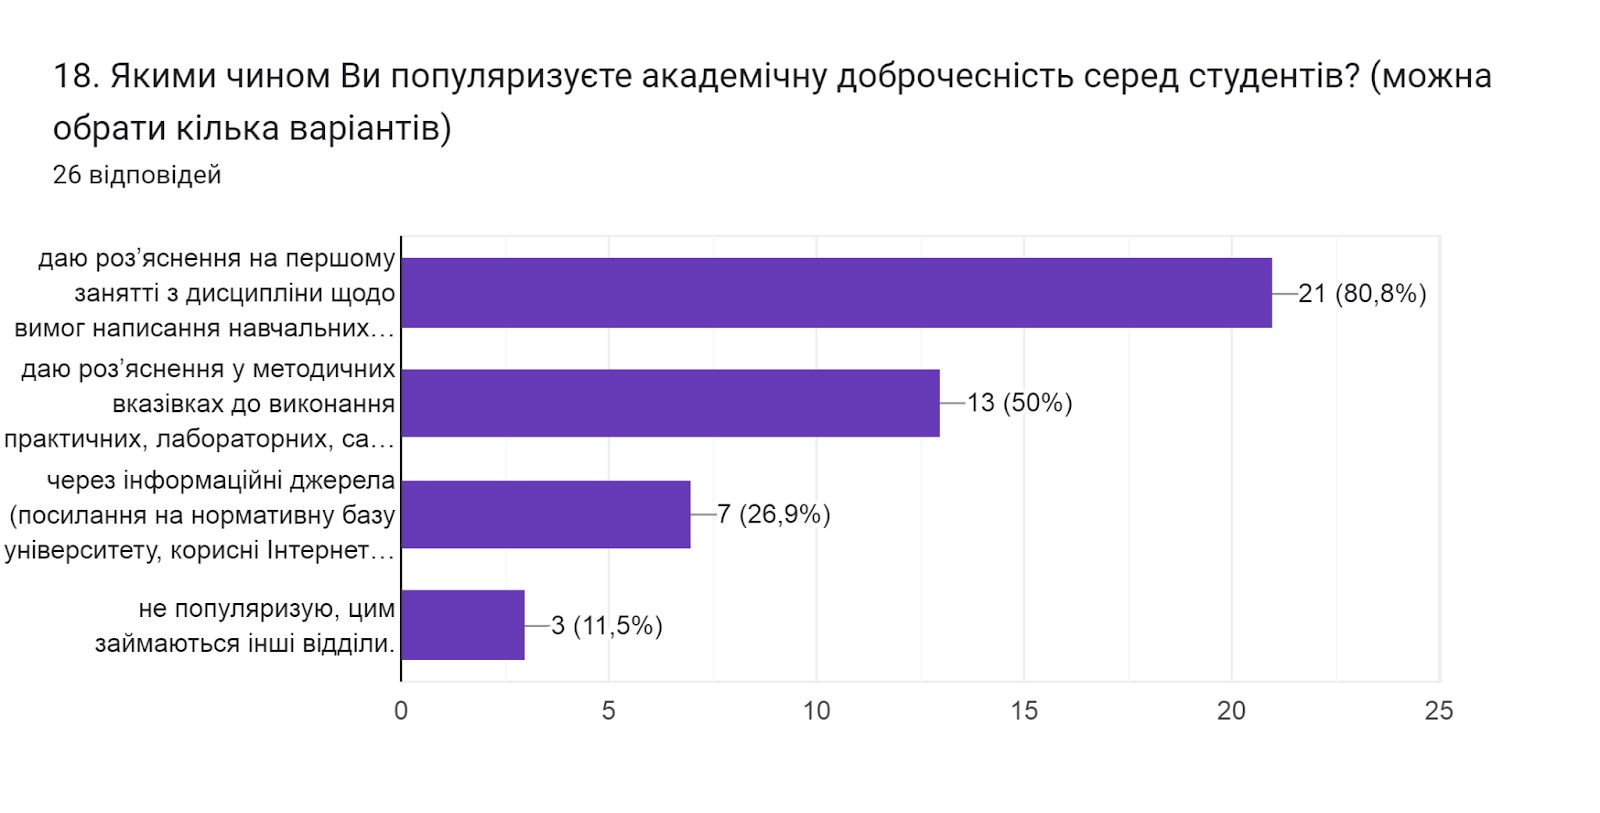 18. Якими чином Ви популяризуєте академічну доброчесність серед студентів? (можна
обрати кілька варіантів)
26 відповідей
даю роз’яснення на першому
занятті з дисципліни щодо
вимог написання навчальних…
21 (80,8%)
даю роз’яснення у методичних
вказівках до виконання
практичних, лабораторних, са…
13 (50%)
через інформаційні джерела
(посилання на нормативну базу
університету, корисні Інтернет…
7 (26,9%)
не популяризую, цим
займаються інші відділи.
3 (11,5%)
0 5 10 15 20 25